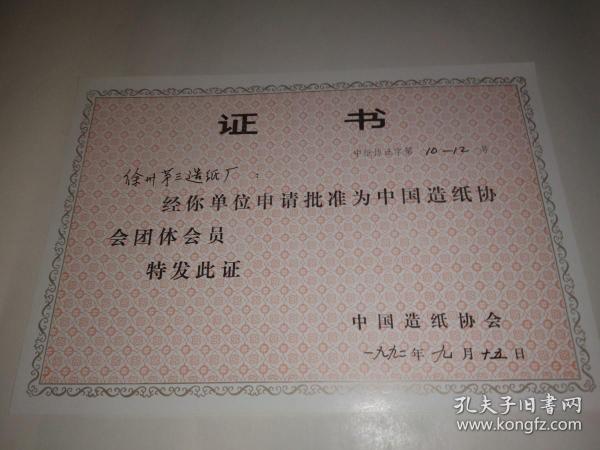 证 书
第 10-12 号
徐州第三造纸厂：
经你单位申请批准为中国造纸协
会团体会员
特发此证
中国造纸协会
一九九二年九月十五日
孔夫子旧书网
www.kongfz.com